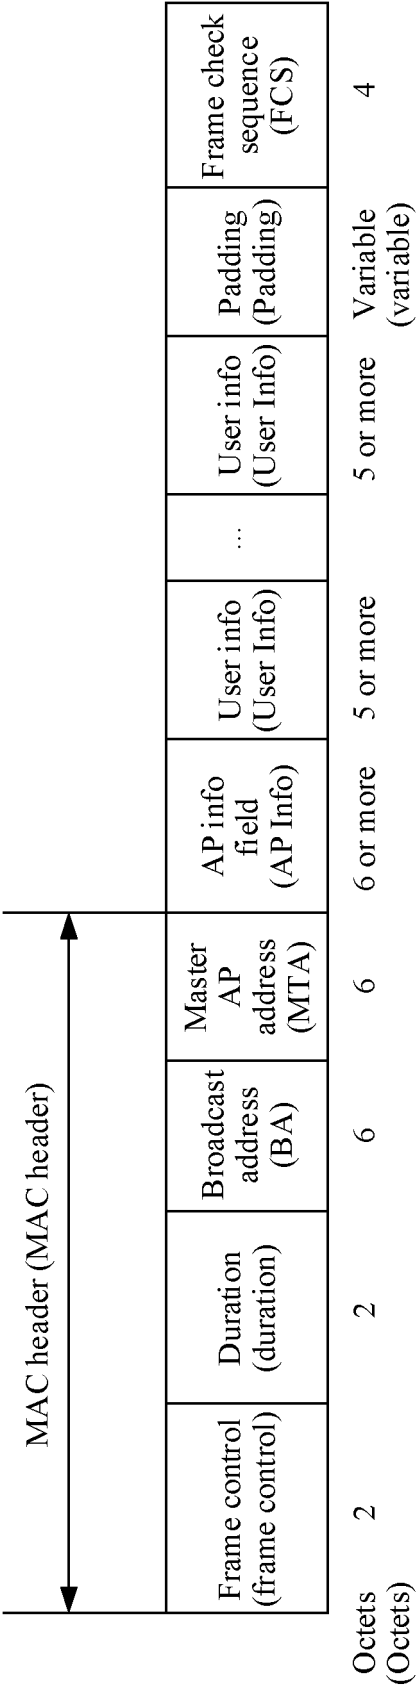 MAC header (MAC header)
Frame control
(frame control)
Duration
(duration)
Broadcast
address
(BA)
Master
AP
address
(MTA)
AP info
field
(AP Info)
User info
(User Info)
...
User info
(User Info)
Padding
(Padding)
Frame check
sequence
(FCS)
Octets
(Octets)
2
2
6
6
6 or more
5 or more
5 or more
Variable
(variable)
4